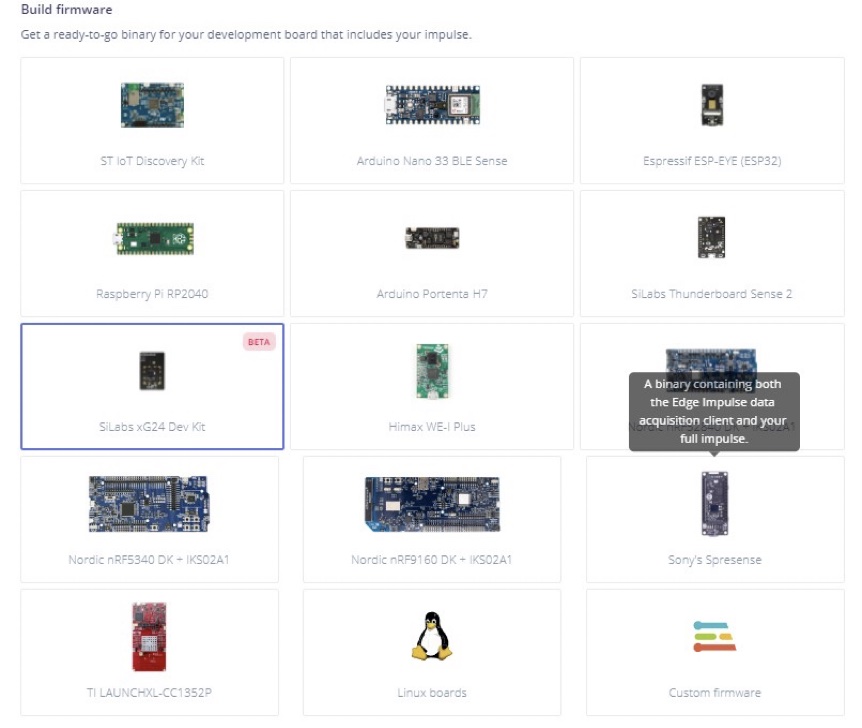 Build firmware
Get a ready-to-go binary for your development board that includes your impulse.
ST IoT Discovery Kit
Arduino Nano 33 BLE Sense
Espressif ESP-EYE (ESP32)
Raspberry Pi RP2040
Arduino Portenta H7
SiLabs Thunderboard Sense 2
BETA
SiLabs xG24 Dev Kit
Himax WE-I Plus
A binary containing both
the Edge Impulse data
acquisition client and your
full impulse.
Nordic nRF52840 DK + IKS02A1
Nordic nRF5340 DK + IKS02A1
Nordic nRF9160 DK + IKS02A1
Sony's Spresense
TI LAUNCHXL-CC1352P
Linux boards
Custom firmware